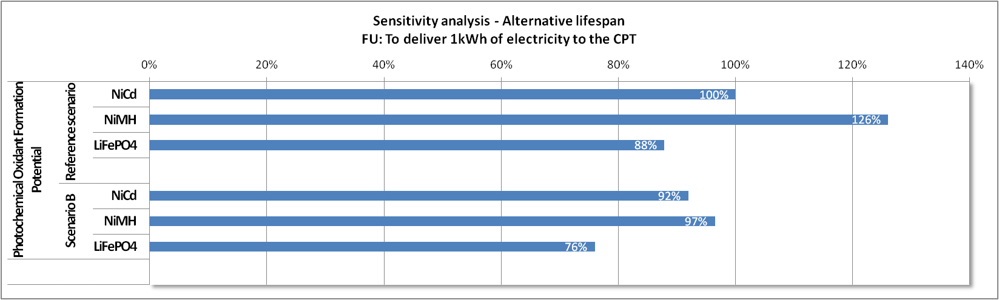 Sensitivity analysis - Alternative lifespan
FU: To deliver 1kWh of electricity to the CPT
0% 20% 40% 60% 80% 100% 120% 140%
Photochemical Oxidant Formation
Potential
Reference scenario
NiCd 100%
NiMH 126%
LiFePO4 88%
Scenario B
NiCd 92%
NiMH 97%
LiFePO4 76%